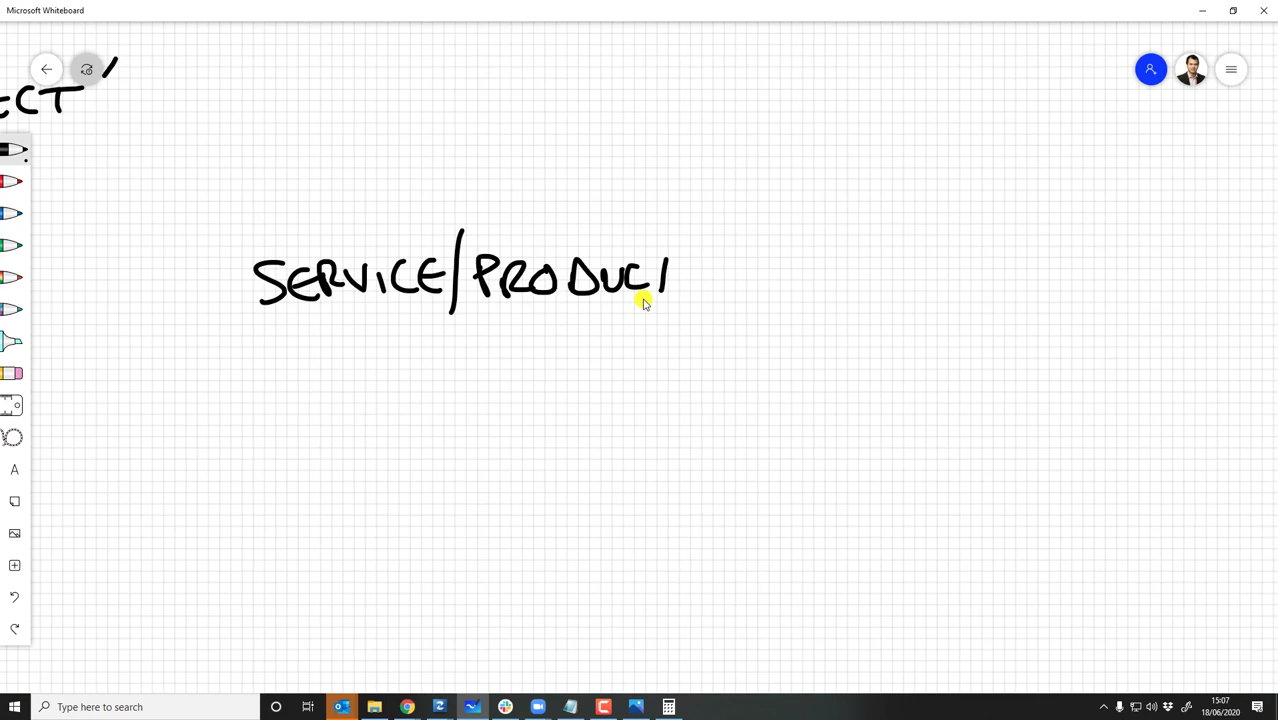 Microsoft Whiteboard
ECT
SERVICE/PRODUCT
A
Type here to search
15:07
18/06/2020